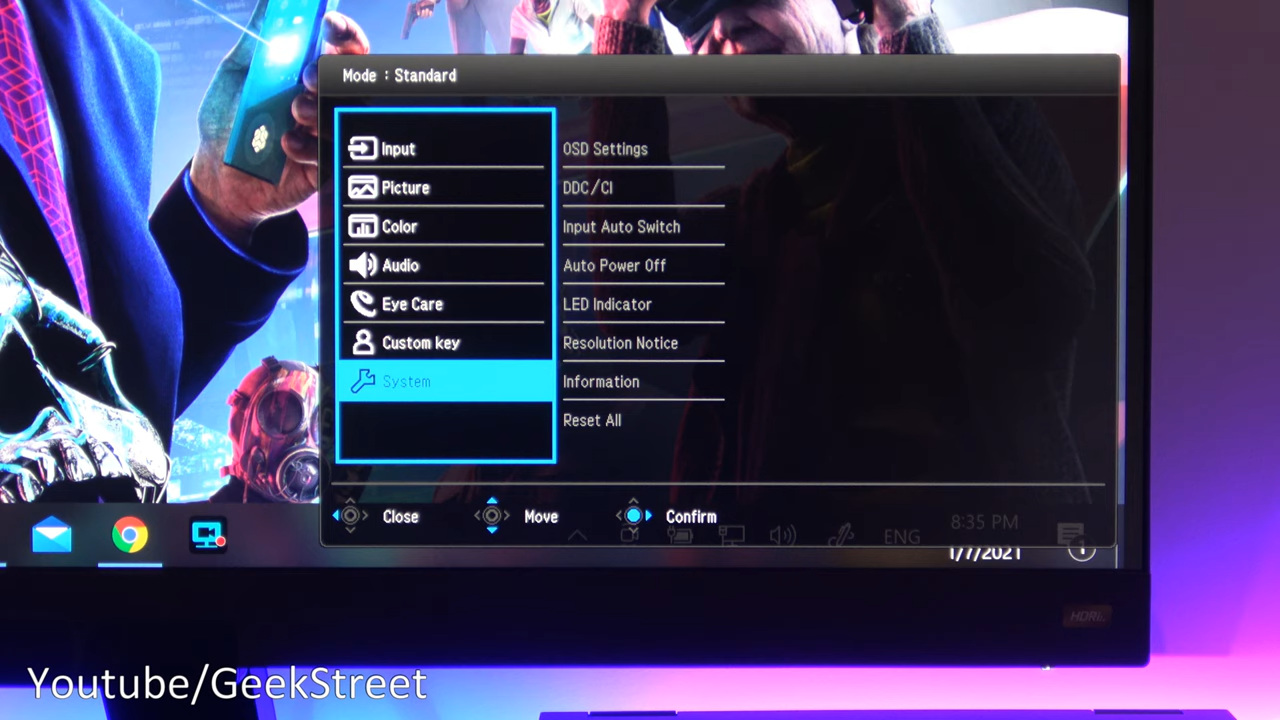 Mode : Standard
Input
Picture
Color
Audio
Eye Care
Custom key
System
OSD Settings
DDC/CI
Input Auto Switch
Auto Power Off
LED Indicator
Resolution Notice
Information
Reset All
Close
Move
Confirm
ENG
8:35 PM
1/7/2021
HDRi
Youtube/GeekStreet